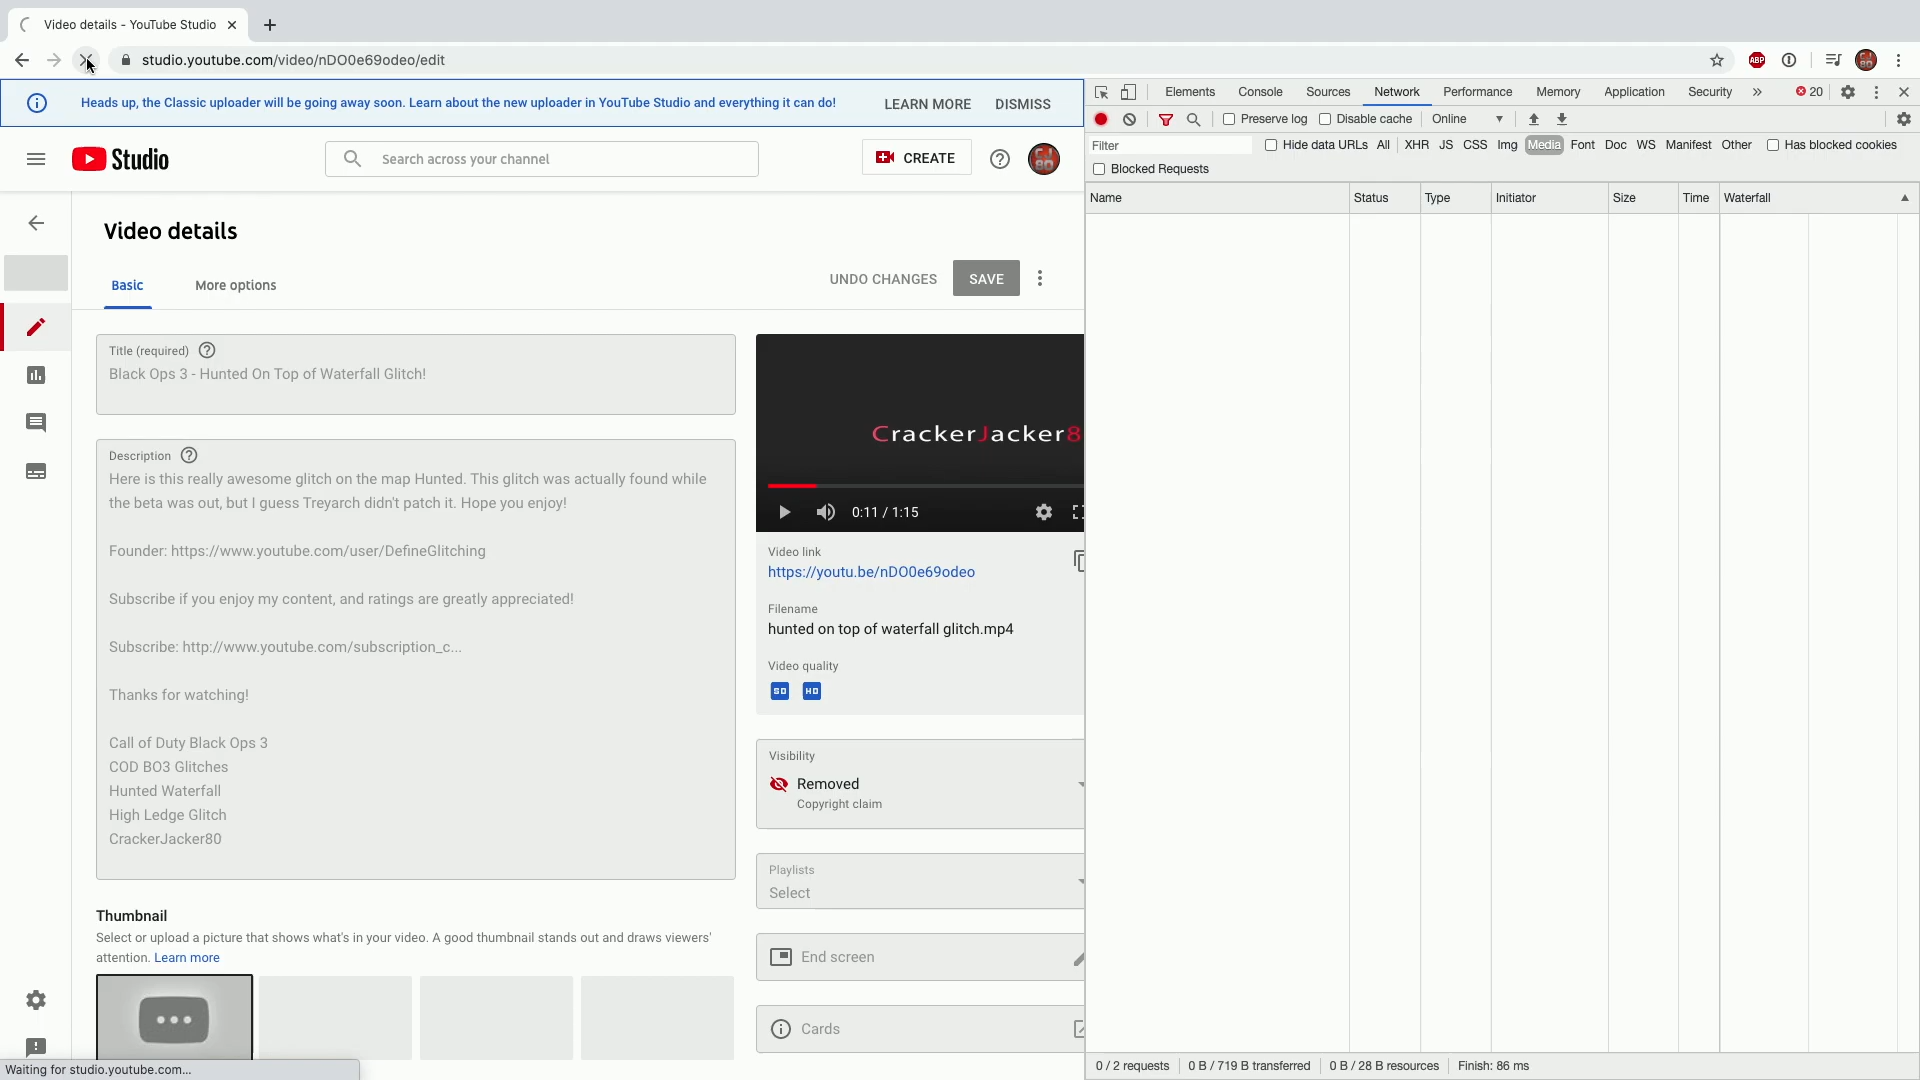 Video details - YouTube Studio
studio.youtube.com/video/nDO0e69odeo/edit
ABP
Heads up, the Classic uploader will be going away soon. Learn about the new uploader in YouTube Studio and everything it can do!
LEARN MORE
DISMISS
Studio
Search across your channel
CREATE
Video details
Basic
More options
UNDO CHANGES
SAVE
Title (required)
Black Ops 3 - Hunted On Top of Waterfall Glitch!
Description
Here is this really awesome glitch on the map Hunted. This glitch was actually found while
the beta was out, but I guess Treyarch didn't patch it. Hope you enjoy!
Founder: https://www.youtube.com/user/DefineGlitching
Subscribe if you enjoy my content, and ratings are greatly appreciated!
Subscribe: http://www.youtube.com/subscription_c...
Thanks for watching!
Call of Duty Black Ops 3
COD BO3 Glitches
Hunted Waterfall
High Ledge Glitch
CrackerJacker80
Thumbnail
Select or upload a picture that shows what's in your video. A good thumbnail stands out and draws viewers'
attention. Learn more
CrackerJacker8
0:11 / 1:15
Video link
https://youtu.be/nDO0e69odeo
Filename
hunted on top of waterfall glitch.mp4
Video quality
SD HD
Visibility
Removed
Copyright claim
Playlists
Select
End screen
Cards
Waiting for studio.youtube.com...
Elements Console Sources Network Performance Memory Application Security » 20
Preserve log Disable cache Online
Filter Hide data URLs All XHR JS CSS Img Media Font Doc WS Manifest Other Has blocked cookies
Blocked Requests
Name Status Type Initiator Size Time Waterfall
0 / 2 requests 0 B / 719 B transferred 0 B / 28 B resources Finish: 86 ms